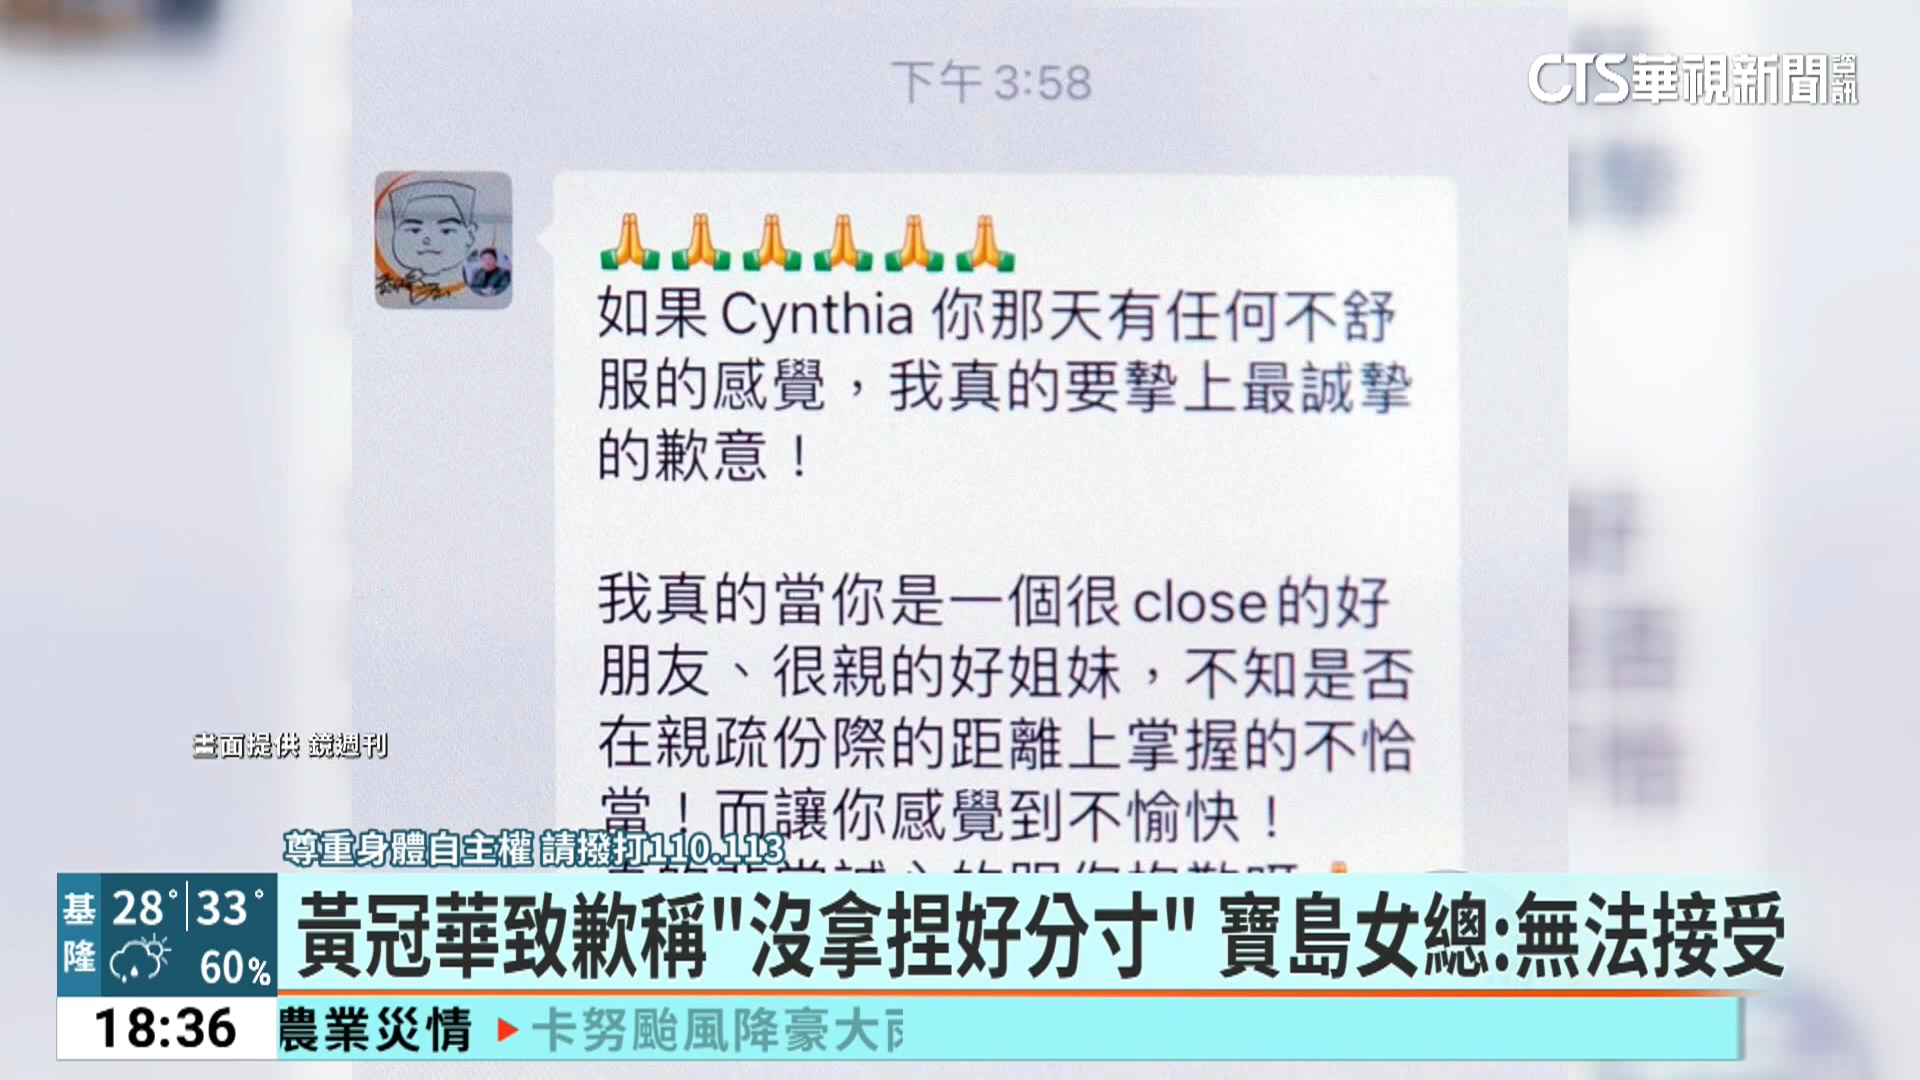 下午3:58
CTS華視新聞資訊
🙏🙏🙏🙏🙏🙏
如果Cynthia你那天有任何不舒
服的感覺，我真的要摯上最誠摯
的歉意！
我真的當你是一個很close的好
朋友、很親的好姐妹，不知是否
在親疏份際的距離上掌握的不恰
當！而讓你感覺到不愉快！
畫面提供 鏡週刊
尊重身體自主權 請撥打110.113
黃冠華致歉稱"沒拿捏好分寸" 寶島女總:無法接受
基隆
28° 33°
60%
18:36
農業災情 ▶ 卡努颱風降豪大